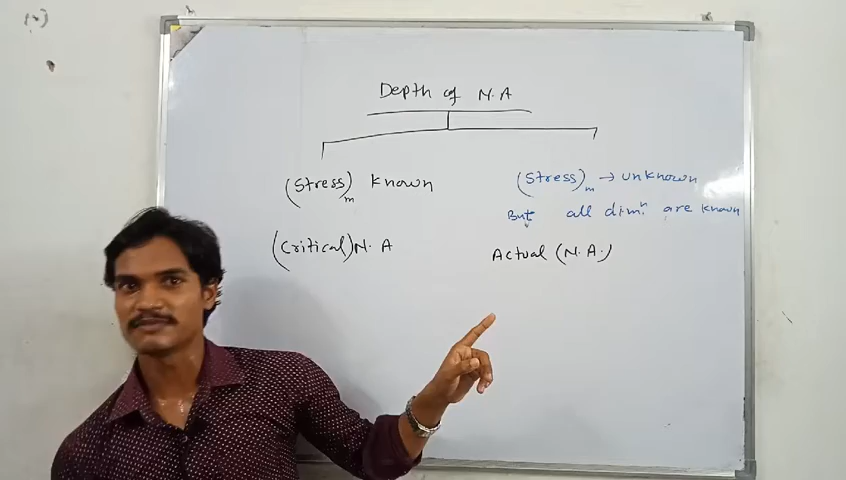 Depth of N.A
(Stress)m known
(Stress)m → unknown
But all dimn. are known
(Critical) N.A
Actual (N.A.)